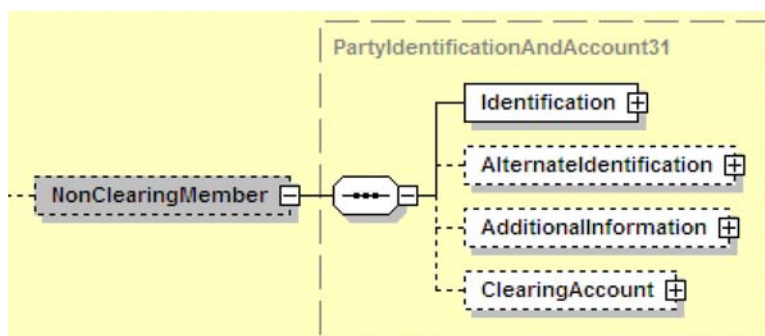 PartyIdentificationAndAccount31
Identification
NonClearingMember
AlternateIdentification
AdditionalInformation
ClearingAccount